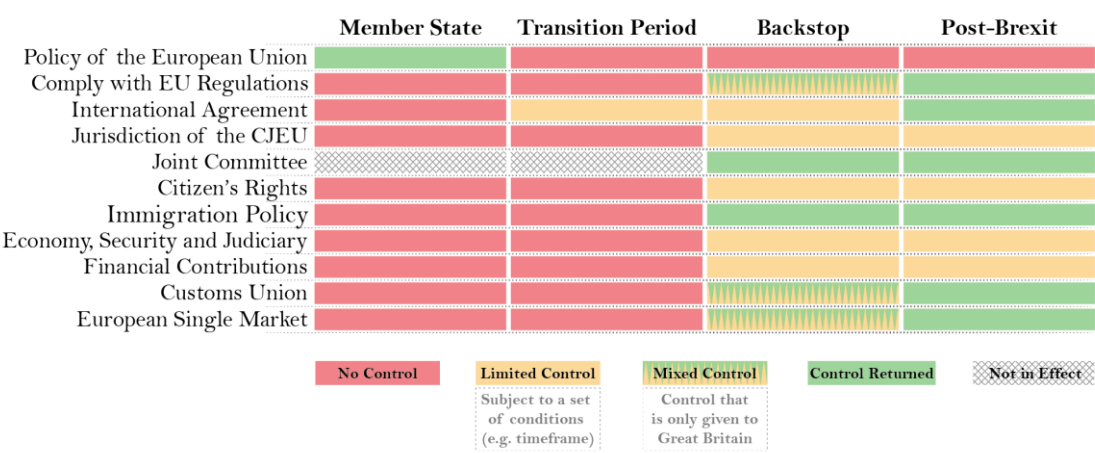 Member State Transition Period Backstop Post-Brexit
Policy of the European Union
Comply with EU Regulations
International Agreement
Jurisdiction of the CJEU
Joint Committee
Citizen's Rights
Immigration Policy
Economy, Security and Judiciary
Financial Contributions
Customs Union
European Single Market
No Control Limited Control Mixed Control Control Returned Not in Effect
Subject to a set
of conditions
(e.g. timeframe)
Control that
is only given to
Great Britain